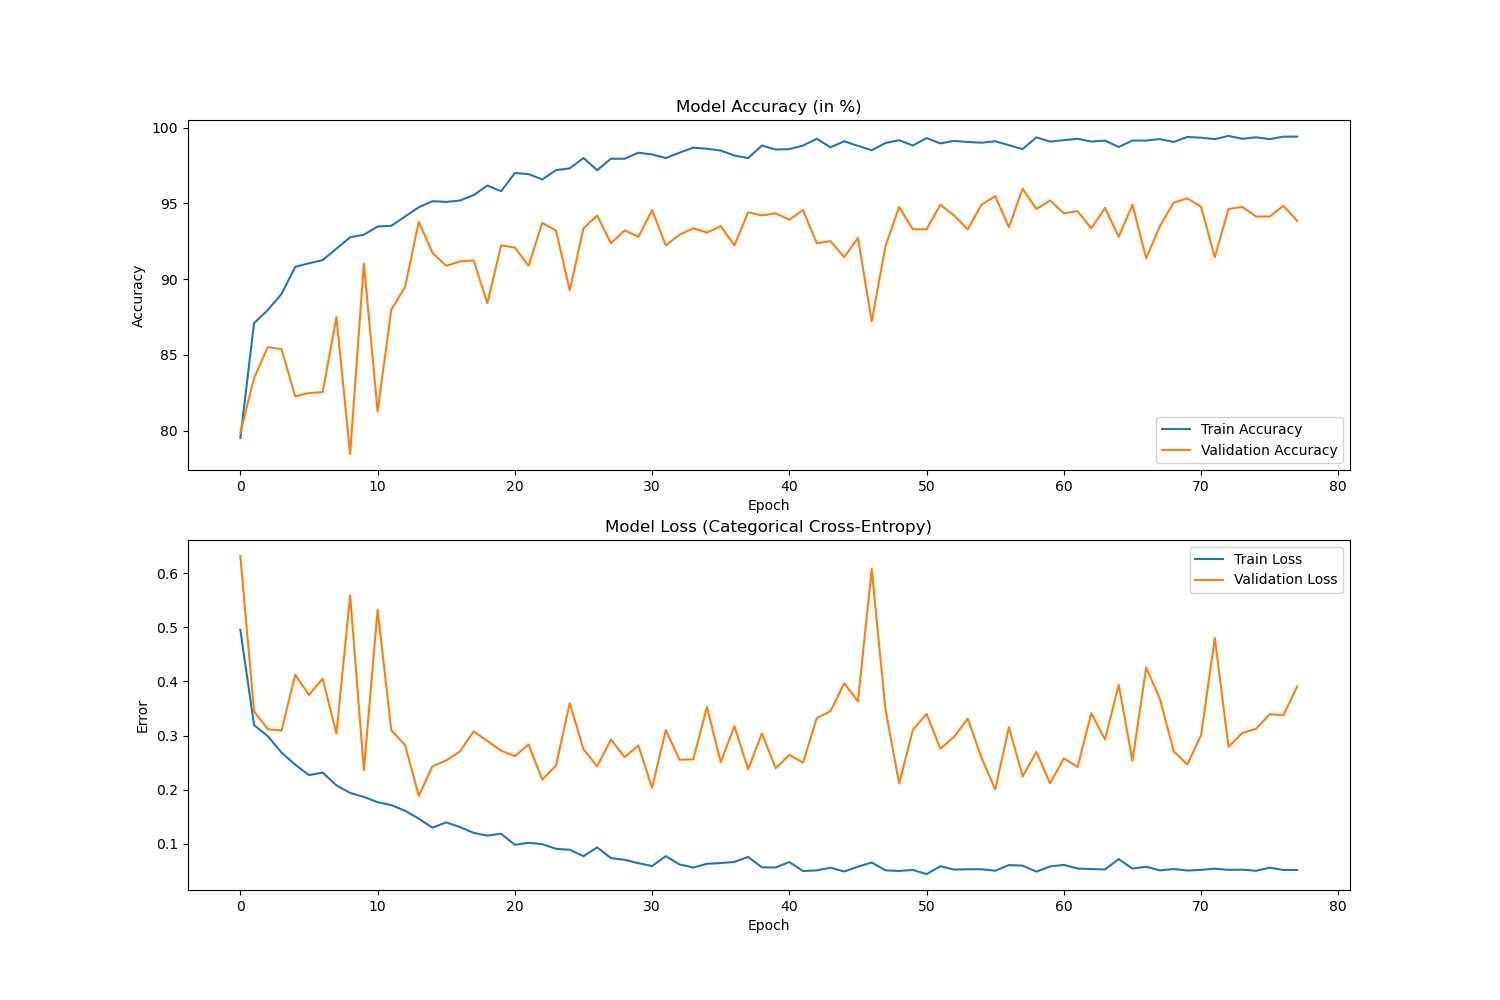 Model Accuracy (in %)
100
95
90
85
80
Accuracy
Train Accuracy
Validation Accuracy
0 10 20 30 40 50 60 70 80
Epoch
Model Loss (Categorical Cross-Entropy)
0.6
0.5
0.4
0.3
0.2
0.1
Error
Train Loss
Validation Loss
0 10 20 30 40 50 60 70 80
Epoch